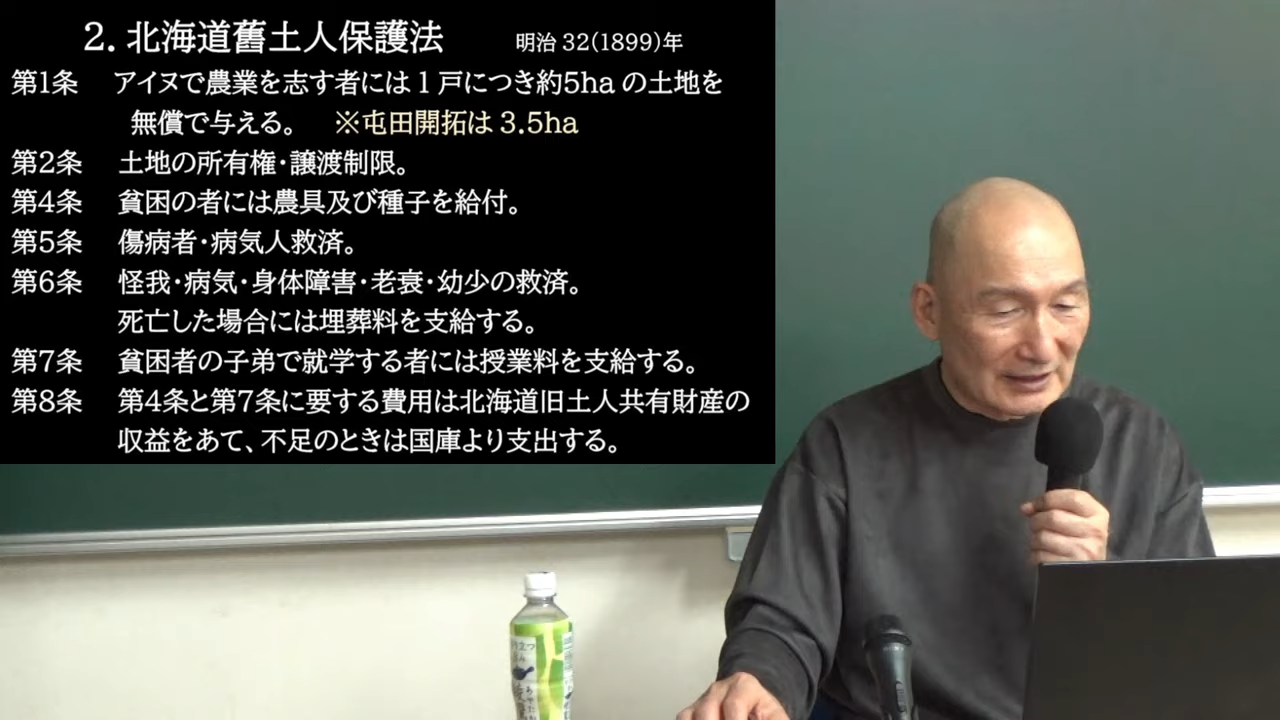 2. 北海道舊土人保護法 明治 32(1899)年
第1条 アイヌで農業を志す者には 1 戸につき約5ha の土地を
無償で与える。 ※屯田開拓は 3.5ha
第2条 土地の所有権・譲渡制限。
第4条 貧困の者には農具及び種子を給付。
第5条 傷病者・病気人救済。
第6条 怪我・病気・身体障害・老衰・幼少の救済。
死亡した場合には埋葬料を支給する。
第7条 貧困者の子弟で就学する者には授業料を支給する。
第8条 第4条と第7条に要する費用は北海道旧土人共有財産の
収益をあて、不足のときは国庫より支出する。